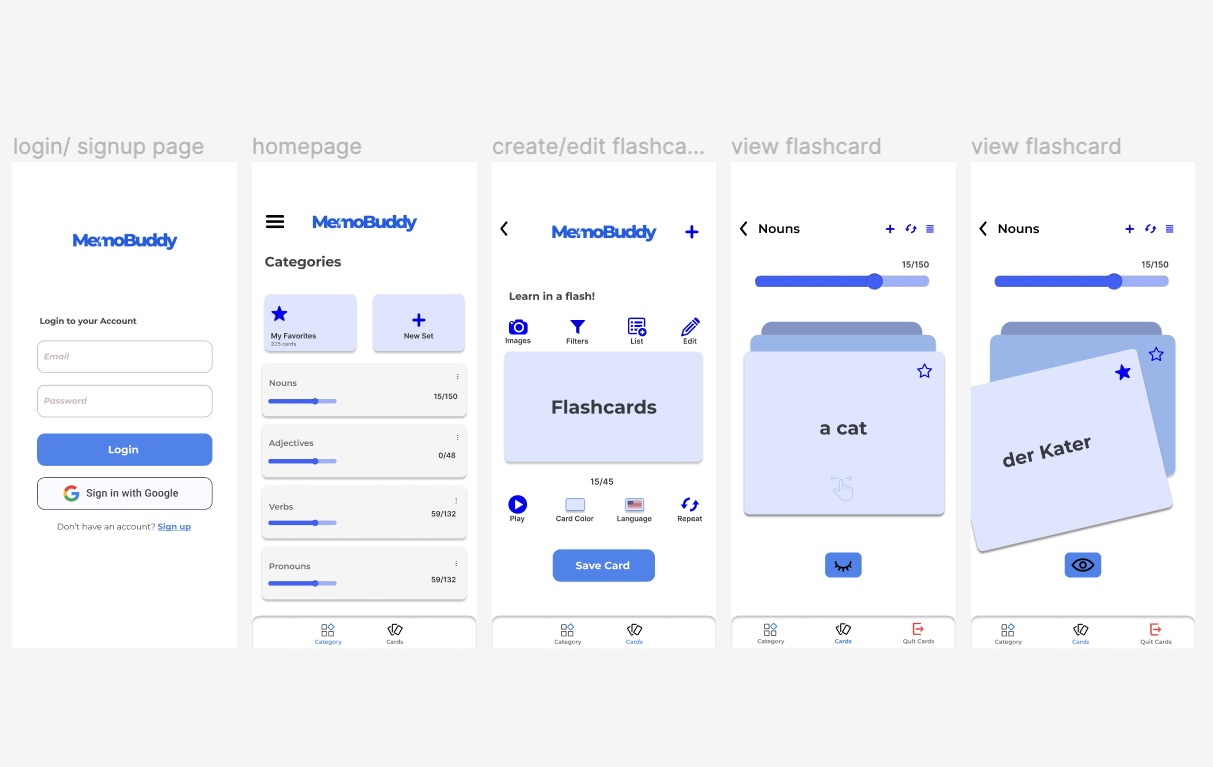 login/ signup page
MemoBuddy
Login to your Account
Email
Password
Login
Sign in with Google
Don't have an account? Sign up
homepage
MemoBuddy
Categories
My Favorites
325 cards
New Set
Nouns
15/150
Adjectives
0/48
Verbs
59/132
Pronouns
59/132
Category
Cards
create/edit flashca...
MemoBuddy
Learn in a flash!
Images
Filters
List
Edit
Flashcards
15/45
Play
Card Color
Language
Repeat
Save Card
Category
Cards
view flashcard
Nouns
15/150
a cat
Category
Cards
Quit Cards
view flashcard
Nouns
15/150
der Kater
Category
Cards
Quit Cards